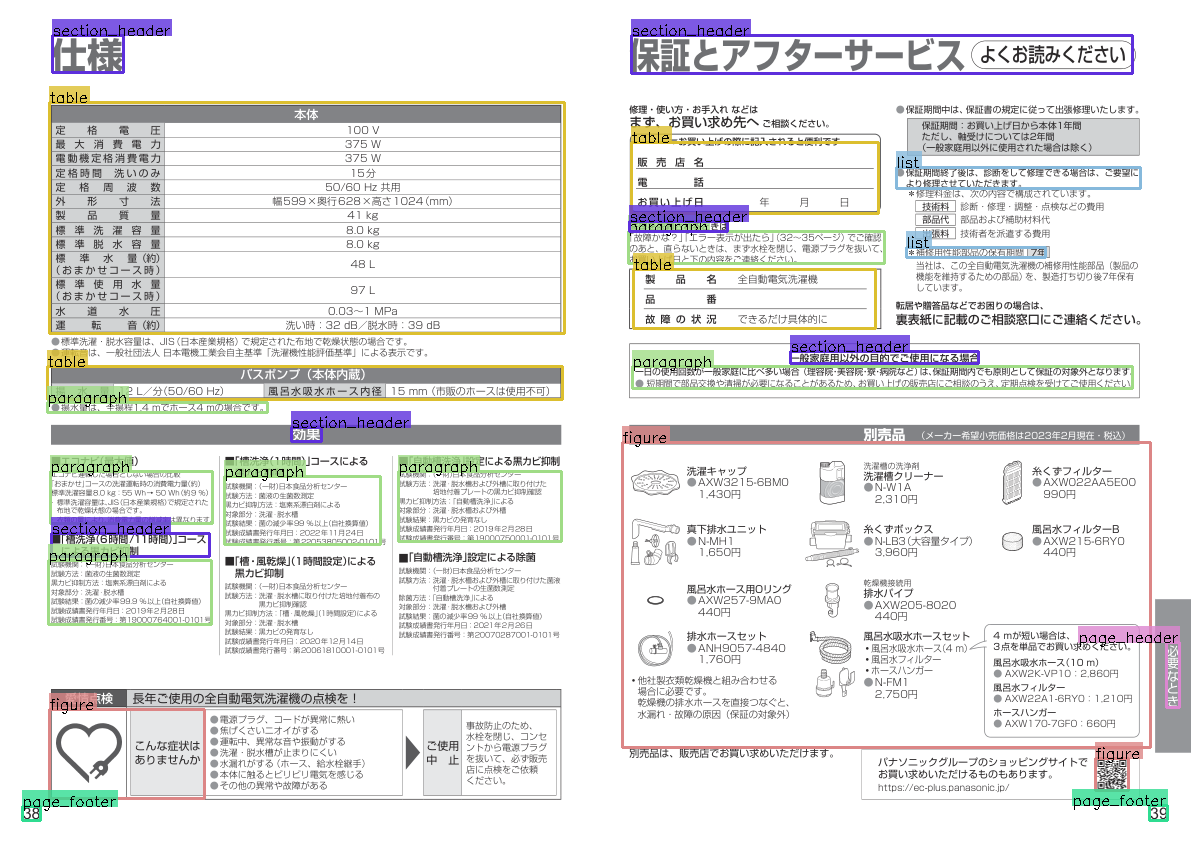 section_header
仕様
table
本体
定格電圧 100 V
最大消費電力 375 W
電動機定格消費電力 375 W
定格時間 洗いのみ 15分
定格周波数 50/60 Hz 共用
外形寸法 幅599×奥行628×高さ1024(mm)
製品質量 41 kg
標準洗濯容量 8.0 kg
標準脱水容量 8.0 kg
標準水量(約)
(おまかせコース時) 48 L
標準使用水量
(おまかせコース時) 97 L
水道水圧 0.03〜1 MPa
運転音(約) 洗い時：32 dB／脱水時：39 dB
●標準洗濯・脱水容量は、JIS(日本産業規格)で規定された布地で乾燥状態の場合です。
は、一般社団法人 日本電機工業会自主基準「洗濯機性能評価基準」による表示です。
table
バスポンプ(本体内蔵)
12 L／分(50/60 Hz) 風呂水吸水ホース内径 15 mm(市販のホースは使用不可)
paragraph
●揚水量は、全揚程1.4 mでホース4 mの場合です。
section_header
効果
paragraph
「おまかせ」コースの洗濯運転時の消費電力量(約)
標準洗濯容量8.0 kg：55 Wh→50 Wh(約9 %)
標準洗濯容量は、JIS(日本産業規格)で規定された
布地で乾燥状態の場合です。
section_header
■「槽洗浄(6時間/11時間)」コース
paragraph
試験機関：(一財)日本食品分析センター
試験方法：菌液の生菌数測定
黒カビ抑制方法：塩素系漂白剤による
対象部分：洗濯・脱水槽
試験結果：菌の減少率99.9 %以上(自社換算値)
試験成績書発行年月日：2019年2月28日
試験成績書発行番号：第19000764001-0101号
■「槽洗浄(1時間)」コースによる
paragraph
試験機関：(一財)日本食品分析センター
試験方法：菌液の生菌数測定
黒カビ抑制方法：塩素系漂白剤による
対象部分：洗濯・脱水槽
試験結果：菌の減少率99 %以上(自社換算値)
試験成績書発行年月日：2022年11月24日
試験成績書発行番号：第22053805002-0101号
■「槽・風乾燥」(1時間設定)による
黒カビ抑制
試験機関：(一財)日本食品分析センター
試験方法：洗濯・脱水槽に取り付けた培地付着布の
黒カビ抑制確認
黒カビ抑制方法：「槽・風乾燥」(1時間設定)による
対象部分：洗濯・脱水槽
試験結果：黒カビの発育なし
試験成績書発行年月日：2020年12月14日
試験成績書発行番号：第20061810001-0101号
■「自動槽洗浄」設定による黒カビ抑制
paragraph
試験機関：(一財)日本食品分析センター
試験方法：洗濯・脱水槽および外槽に取り付けた
培地付着プレートの黒カビ抑制確認
黒カビ抑制方法：「自動槽洗浄」による
対象部分：洗濯・脱水槽および外槽
試験結果：黒カビの発育なし
試験成績書発行年月日：2019年2月28日
試験成績書発行番号：第19000750001-0101号
■「自動槽洗浄」設定による除菌
試験機関：(一財)日本食品分析センター
試験方法：洗濯・脱水槽および外槽に取り付けた菌液
付着プレートの生菌数測定
除菌方法：「自動槽洗浄」による
対象部分：洗濯・脱水槽および外槽
試験結果：菌の減少率99 %以上(自社換算値)
試験成績書発行年月日：2021年2月26日
試験成績書発行番号：第20070287001-0101号
点検 長年ご使用の全自動電気洗濯機の点検を！
figure
こんな症状は
ありませんか
●電源プラグ、コードが異常に熱い
●焦げくさいニオイがする
●運転中、異常な音や振動がする
●洗濯・脱水槽が止まりにくい
●水漏れがする(ホース、給水栓継手)
●本体に触るとビリビリ電気を感じる
●その他の異常や故障がある
ご使用
中止
事故防止のため、
水栓を閉じ、コンセ
ントから電源プラグ
を抜いて、必ず販売
店に点検をご依頼
ください。
page_footer
38
section_header
保証とアフターサービス よくお読みください
修理・使い方・お手入れ などは
まず、お買い求め先へ ご相談ください。
table
お買い上げの際に記入されると便利です
販売店名
電話
お買い上げ日 年 月 日
section_header
paragraph
「故障かな？」「エラー表示が出たら」(32〜35ページ)でご確認
のあと、直らないときは、まず水栓を閉じ、電源プラグを抜いて、
日と下の内容をご連絡ください。
table
製品名 全自動電気洗濯機
品番
故障の状況 できるだけ具体的に
●保証期間中は、保証書の規定に従って出張修理いたします。
保証期間：お買い上げ日から本体1年間
ただし、軸受けについては2年間
(一般家庭用以外に使用された場合は除く)
list
●保証期間終了後は、診断をして修理できる場合は、ご要望に
より修理させていただきます。
＊修理料金は、次の内容で構成されています。
技術料 診断・修理・調整・点検などの費用
部品代 部品および補助材料代
出張料 技術者を派遣する費用
list
＊補修用性能部品の保有期間 7年
当社は、この全自動電気洗濯機の補修用性能部品(製品の
機能を維持するための部品)を、製造打ち切り後7年保有
しています。
転居や贈答品などでお困りの場合は、
裏表紙に記載のご相談窓口にご連絡ください。
section_header
一般家庭用以外の目的でご使用になる場合
paragraph
一日の使用回数が一般家庭に比べ多い場合(理容院・美容院・寮・病院など)は、保証期間内でも原則として保証の対象外となります。
●短期間で部品交換や清掃が必要になることがあるため、お買い上げの販売店にご相談のうえ、定期点検を受けてご使用ください。
figure
別売品 (メーカー希望小売価格は2023年2月現在・税込)
洗濯キャップ
●AXW3215-6BM0
1,430円
真下排水ユニット
●N-MH1
1,650円
風呂水ホース用Oリング
●AXW257-9MA0
440円
排水ホースセット
●ANH9057-4840
1,760円
・他社製衣類乾燥機と組み合わせる
場合に必要です。
乾燥機の排水ホースを直接つなぐと、
水漏れ・故障の原因(保証の対象外)
洗濯槽の洗浄剤
洗濯槽クリーナー
●N-W1A
2,310円
糸くずボックス
●N-LB3(大容量タイプ)
3,960円
乾燥機接続用
排水パイプ
●AXW205-8020
440円
風呂水吸水ホースセット
・風呂水吸水ホース(4 m)
・風呂水フィルター
・ホースハンガー
●N-FM1
2,750円
糸くずフィルター
●AXW022AA5E00
990円
風呂水フィルターB
●AXW215-6RY0
440円
4 mが短い場合は、
3点を単品でお買い求めください。
風呂水吸水ホース(10 m)
●AXW2K-VP10：2,860円
風呂水フィルター
●AXW22A1-6RY0：1,210円
ホースハンガー
●AXW170-7GF0：660円
page_header
必要なとき
別売品は、販売店でお買い求めいただけます。
パナソニックグループのショッピングサイトで
お買い求めいただけるものもあります。
https://ec-plus.panasonic.jp/
figure
page_footer
39